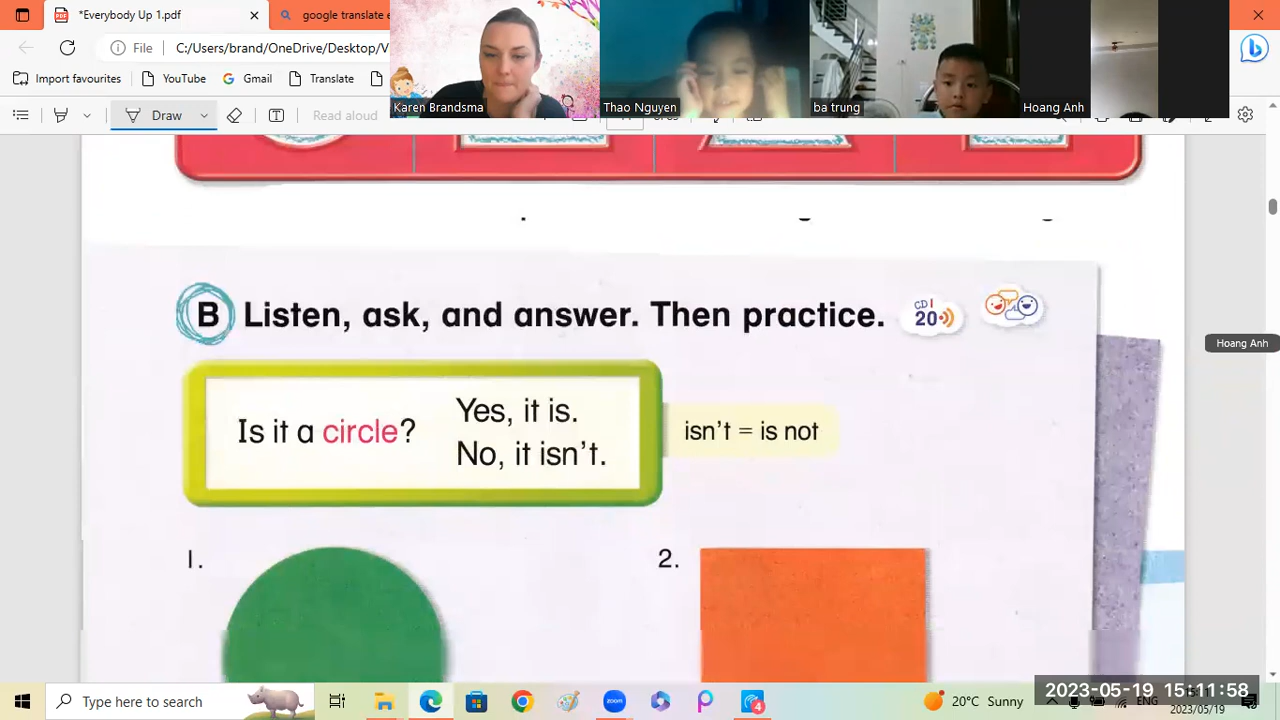 *Everybody Up 1.pdf
google translate e
File
C:/Users/brand/OneDrive/Desktop/V
Import favourites
YouTube
Gmail
Translate
Karen Brandsma
Thao Nguyen
ba trung
Hoang Anh
Draw
Read aloud
B Listen, ask, and answer. Then practice.
CD1
20
Hoang Anh
Is it a circle?
Yes, it is.
No, it isn't.
isn't = is not
1.
2.
Type here to search
4
20°C Sunny
ENG
2023-05-19 15:11:58
2023/05/19